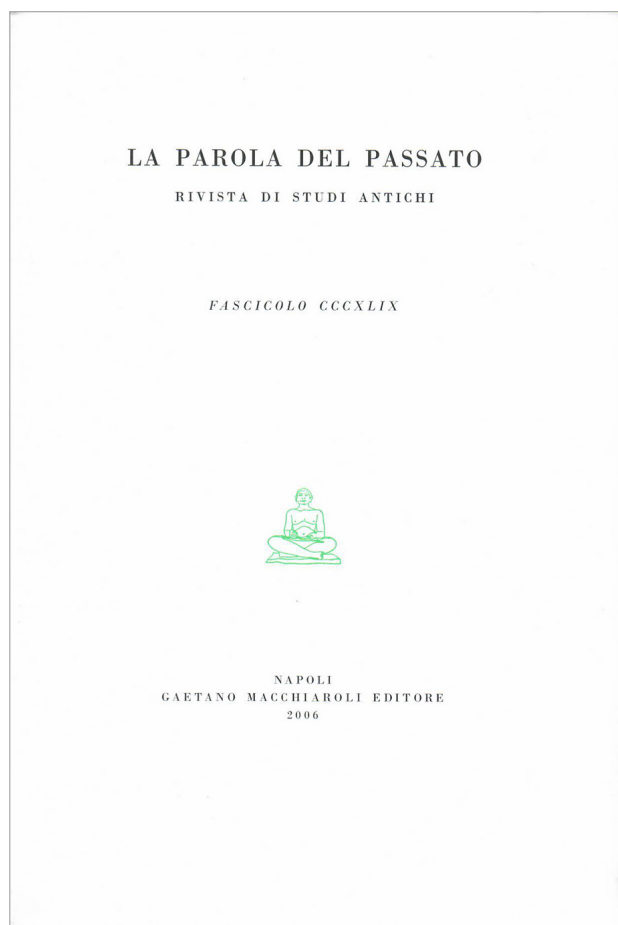 LA PAROLA DEL PASSATO
RIVISTA DI STUDI ANTICHI
FASCICOLO CCCXLIX
NAPOLI
GAETANO MACCHIAROLI EDITORE
2006